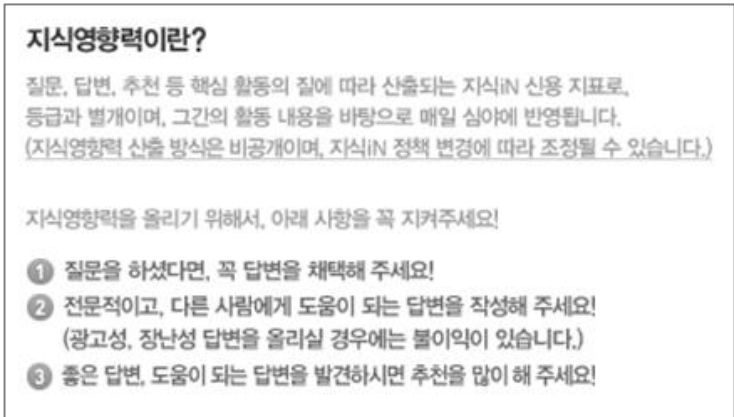 지식영향력이란?
질문, 답변, 추천 등 핵심 활동의 질에 따라 산출되는 지식iN 신용 지표로,
등급과 별개이며, 그간의 활동 내용을 바탕으로 매일 심야에 반영됩니다.
(지식영향력 산출 방식은 비공개이며, 지식iN 정책 변경에 따라 조정될 수 있습니다.)
지식영향력을 올리기 위해서, 아래 사항을 꼭 지켜주세요!
1 질문을 하셨다면, 꼭 답변을 채택해 주세요!
2 전문적이고, 다른 사람에게 도움이 되는 답변을 작성해 주세요!
(광고성, 장난성 답변을 올리실 경우에는 불이익이 있습니다.)
3 좋은 답변, 도움이 되는 답변을 발견하시면 추천을 많이 해 주세요!